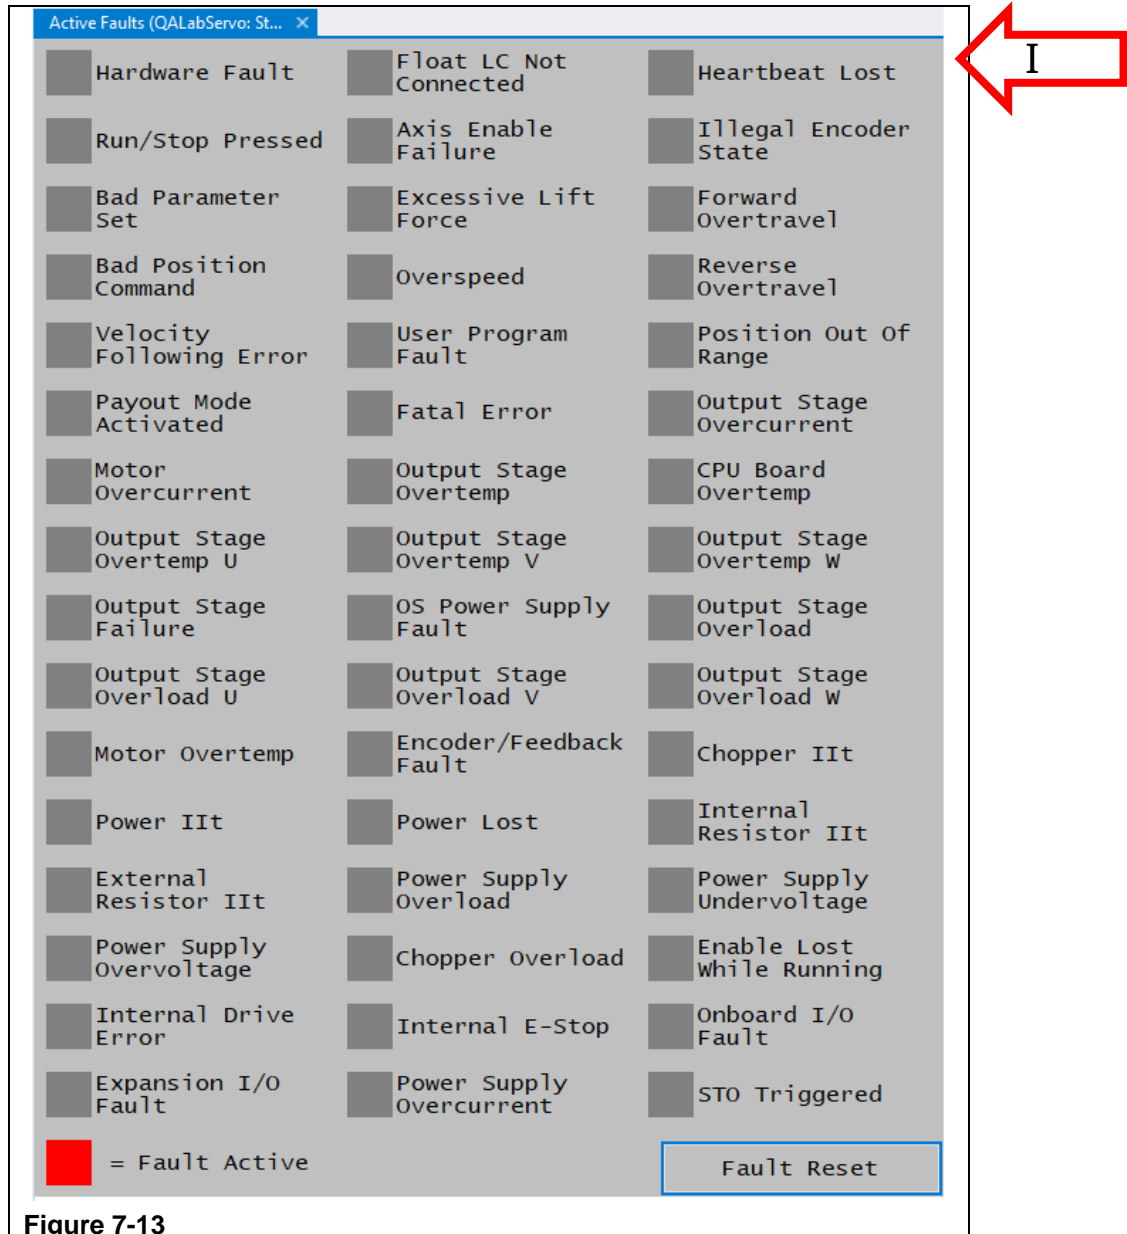 Active Faults (QALabServo: St... ×
I
Hardware Fault
Float LC Not
Connected
Heartbeat Lost
Run/Stop Pressed
Axis Enable
Failure
Illegal Encoder
State
Bad Parameter
Set
Excessive Lift
Force
Forward
Overtravel
Bad Position
Command
Overspeed
Reverse
Overtravel
Velocity
Following Error
User Program
Fault
Position Out Of
Range
Payout Mode
Activated
Fatal Error
Output Stage
Overcurrent
Motor
Overcurrent
Output Stage
Overtemp
CPU Board
Overtemp
Output Stage
Overtemp U
Output Stage
Overtemp V
Output Stage
Overtemp W
Output Stage
Failure
OS Power Supply
Fault
Output Stage
Overload
Output Stage
Overload U
Output Stage
Overload V
Output Stage
Overload W
Motor Overtemp
Encoder/Feedback
Fault
Chopper IIt
Power IIt
Power Lost
Internal
Resistor IIt
External
Resistor IIt
Power Supply
Overload
Power Supply
Undervoltage
Power Supply
Overvoltage
Chopper Overload
Enable Lost
While Running
Internal Drive
Error
Internal E-Stop
Onboard I/O
Fault
Expansion I/O
Fault
Power Supply
Overcurrent
STO Triggered
= Fault Active
Fault Reset
Figure 7-13